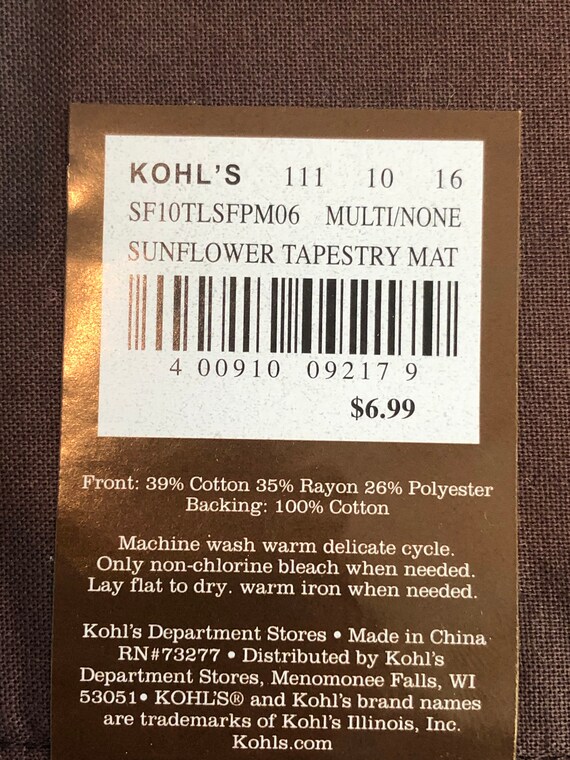 KOHL'S 111 10 16
SF10TLSFPM06 MULTI/NONE
SUNFLOWER TAPESTRY MAT
4 00910 09217 9
$6.99
Front: 39% Cotton 35% Rayon 26% Polyester
Backing: 100% Cotton
Machine wash warm delicate cycle.
Only non-chlorine bleach when needed.
Lay flat to dry. warm iron when needed.
Kohl's Department Stores • Made in China
RN#73277 • Distributed by Kohl's
Department Stores, Menomonee Falls, WI
53051• KOHL'S® and Kohl's brand names
are trademarks of Kohl's Illinois, Inc.
Kohls.com